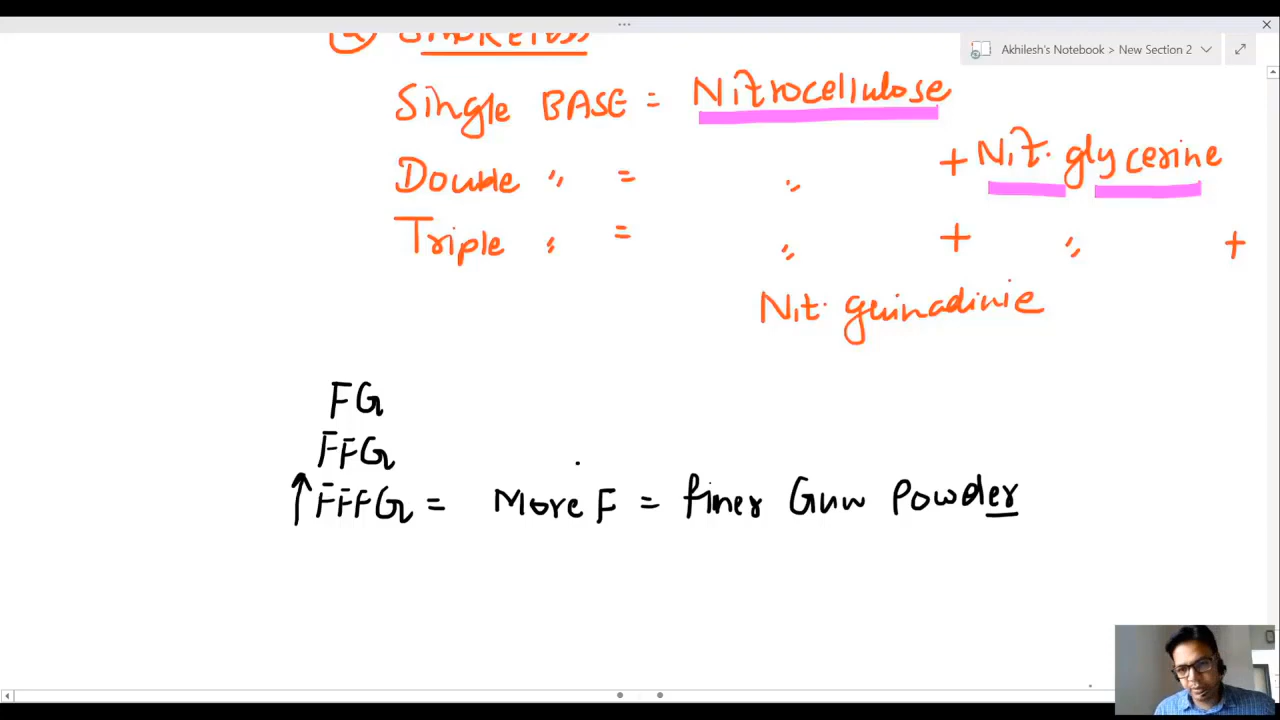 Akhilesh's Notebook > New Section 2
Single BASE = Nitrocellulose
Double " = " + Nit. glycerine
Triple " = " + " +
Nit. guinadinie
FG
FFG
↑ FFFG = More F = finer Gun Powder